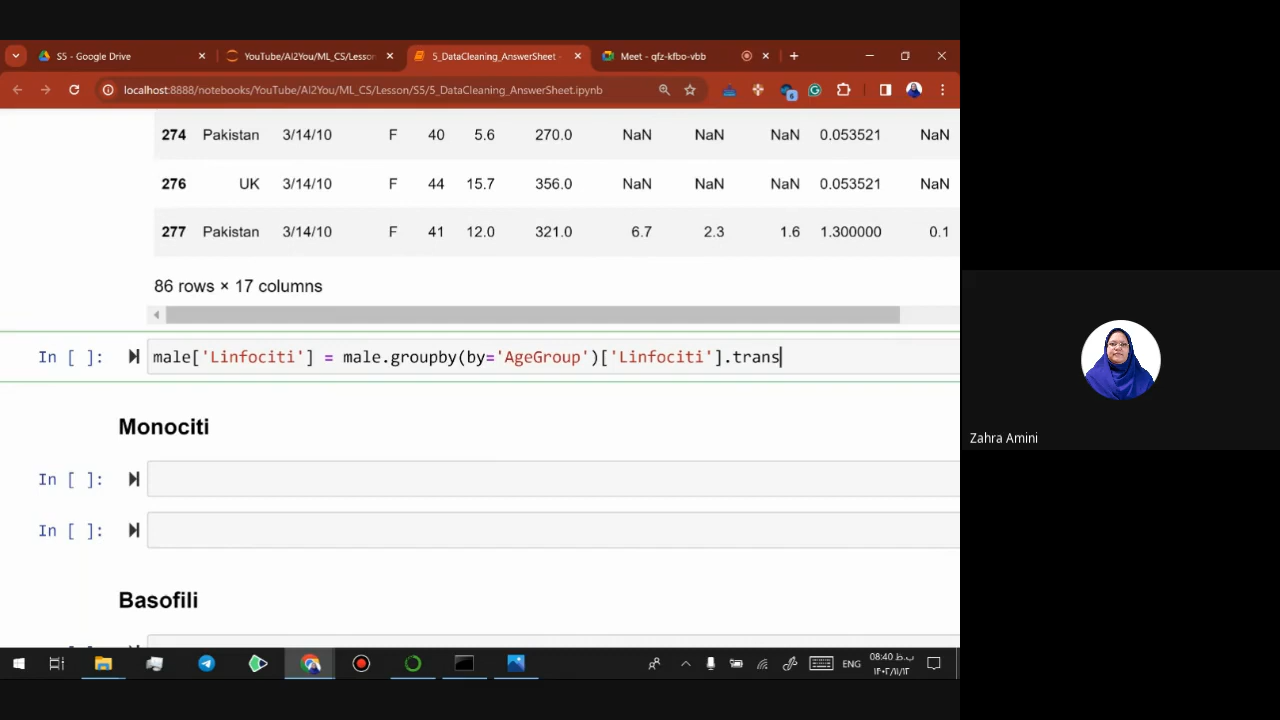 S5 - Google Drive
YouTube/AI2You/ML_CS/Lesson
5_DataCleaning_AnswerSheet -
Meet - qfz-kfbo-vbb
localhost:8888/notebooks/YouTube/AI2You/ML_CS/Lesson/S5/5_DataCleaning_AnswerSheet.ipynb
6
274 Pakistan 3/14/10 F 40 5.6 270.0 NaN NaN NaN 0.053521 NaN
276 UK 3/14/10 F 44 15.7 356.0 NaN NaN NaN 0.053521 NaN
277 Pakistan 3/14/10 F 41 12.0 321.0 6.7 2.3 1.6 1.300000 0.1
86 rows × 17 columns
In [ ]: male['Linfociti'] = male.groupby(by='AgeGroup')['Linfociti'].trans
Monociti
In [ ]:
In [ ]:
Basofili
Zahra Amini
ENG
08:40 ب.ظ
۱۴۰۲/۱۱/۱۲